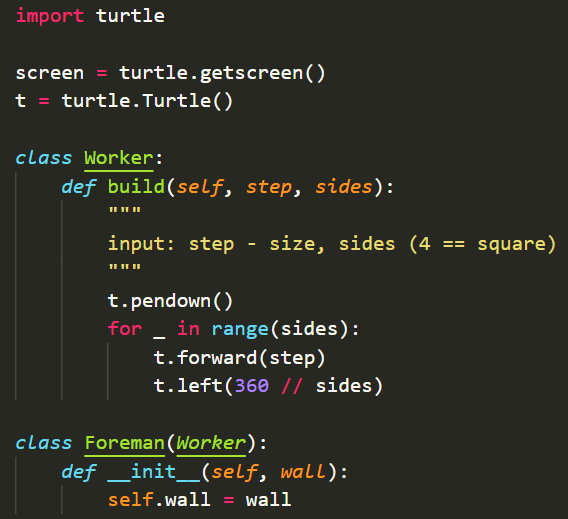 import turtle

screen = turtle.getscreen()
t = turtle.Turtle()

class Worker:
    def build(self, step, sides):
        """
        input: step - size, sides (4 == square)
        """
        t.pendown()
        for _ in range(sides):
            t.forward(step)
            t.left(360 // sides)

class Foreman(Worker):
    def __init__(self, wall):
        self.wall = wall